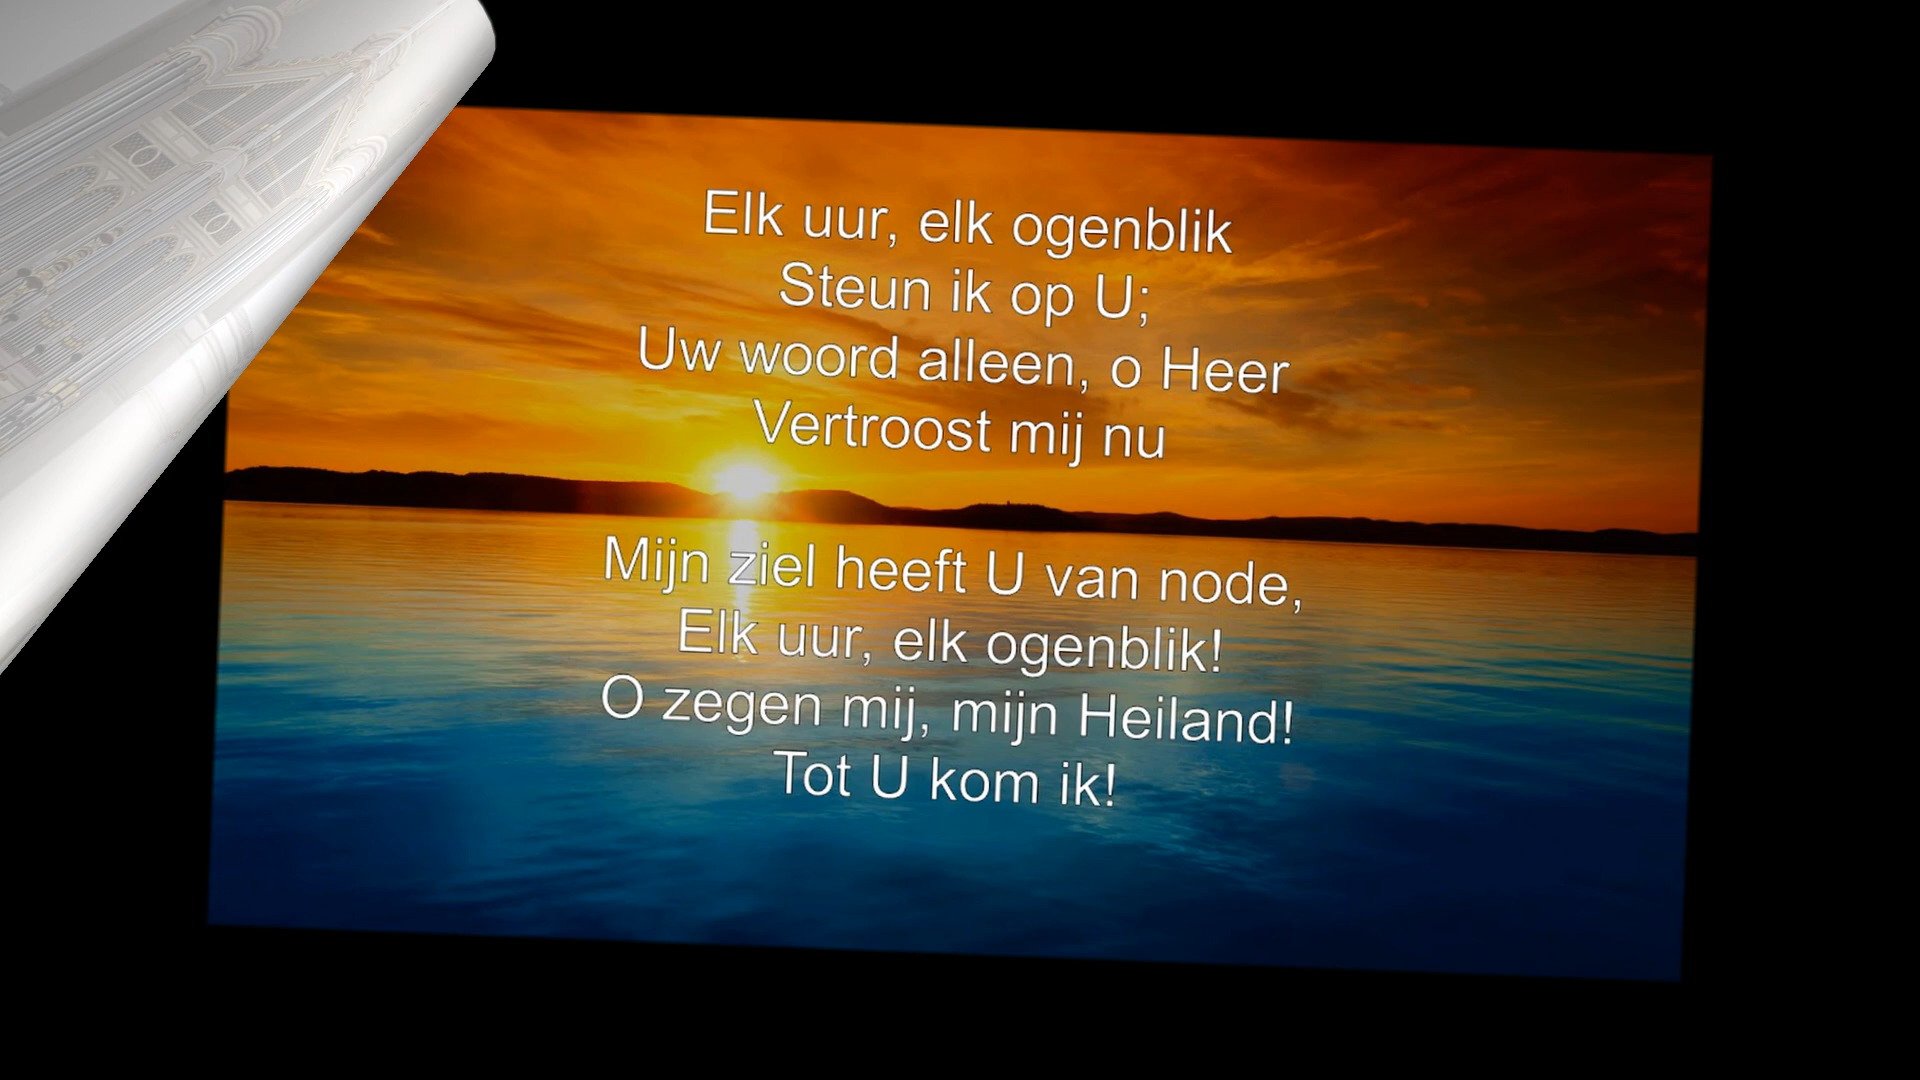 Elk uur, elk ogenblik
Steun ik op U;
Uw woord alleen, o Heer
Vertroost mij nu
Mijn ziel heeft U van node,
Elk uur, elk ogenblik!
O zegen mij, mijn Heiland!
Tot U kom ik!